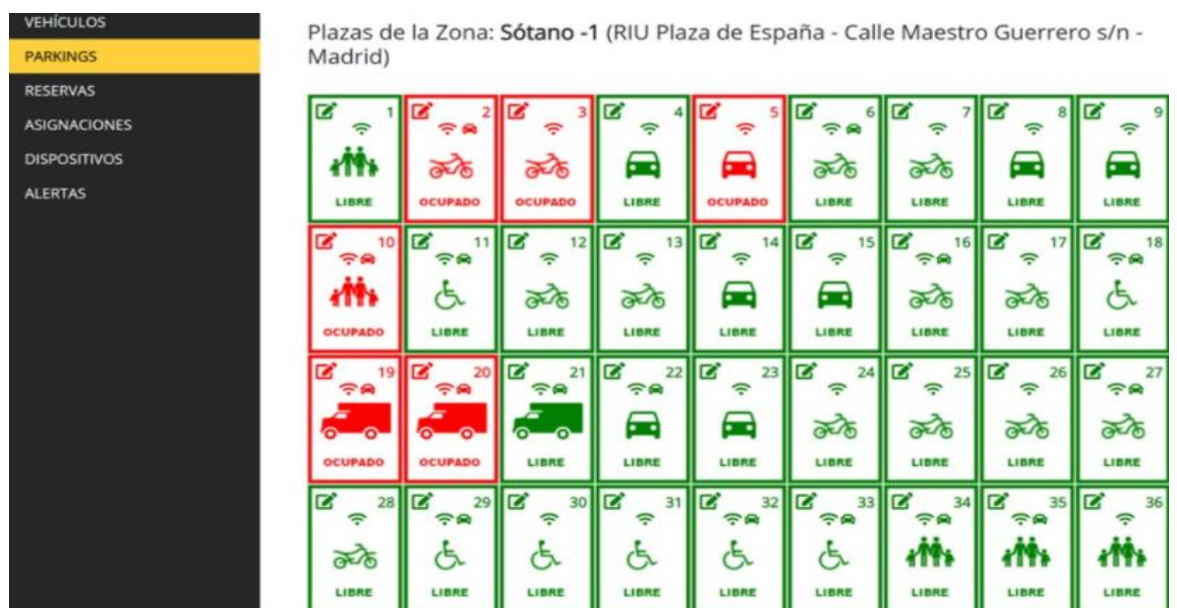 VEHÍCULOS
PARKINGS
RESERVAS
ASIGNACIONES
DISPOSITIVOS
ALERTAS
Plazas de la Zona: Sótano -1 (RIU Plaza de España - Calle Maestro Guerrero s/n -
Madrid)
1 2 3 4 5 6 7 8 9
LIBRE OCUPADO OCUPADO LIBRE OCUPADO LIBRE LIBRE LIBRE LIBRE
10 11 12 13 14 15 16 17 18
OCUPADO LIBRE LIBRE LIBRE LIBRE LIBRE LIBRE LIBRE LIBRE
19 20 21 22 23 24 25 26 27
OCUPADO OCUPADO LIBRE LIBRE LIBRE LIBRE LIBRE LIBRE LIBRE
28 29 30 31 32 33 34 35 36
LIBRE LIBRE LIBRE LIBRE LIBRE LIBRE LIBRE LIBRE LIBRE